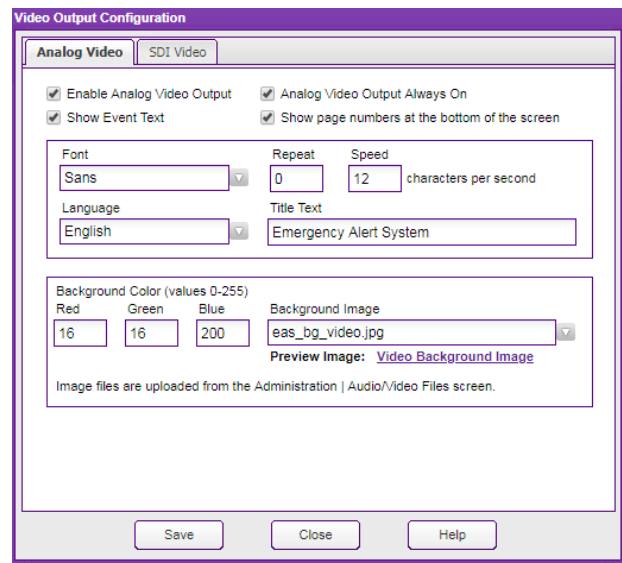 Video Output Configuration
Analog Video SDI Video
Enable Analog Video Output Analog Video Output Always On
Show Event Text Show page numbers at the bottom of the screen
Font Repeat Speed
Sans 0 12 characters per second
Language Title Text
English Emergency Alert System
Background Color (values 0-255)
Red Green Blue Background Image
16 16 200 eas_bg_video.jpg
Preview Image: Video Background Image
Image files are uploaded from the Administration | Audio/Video Files screen.
Save Close Help